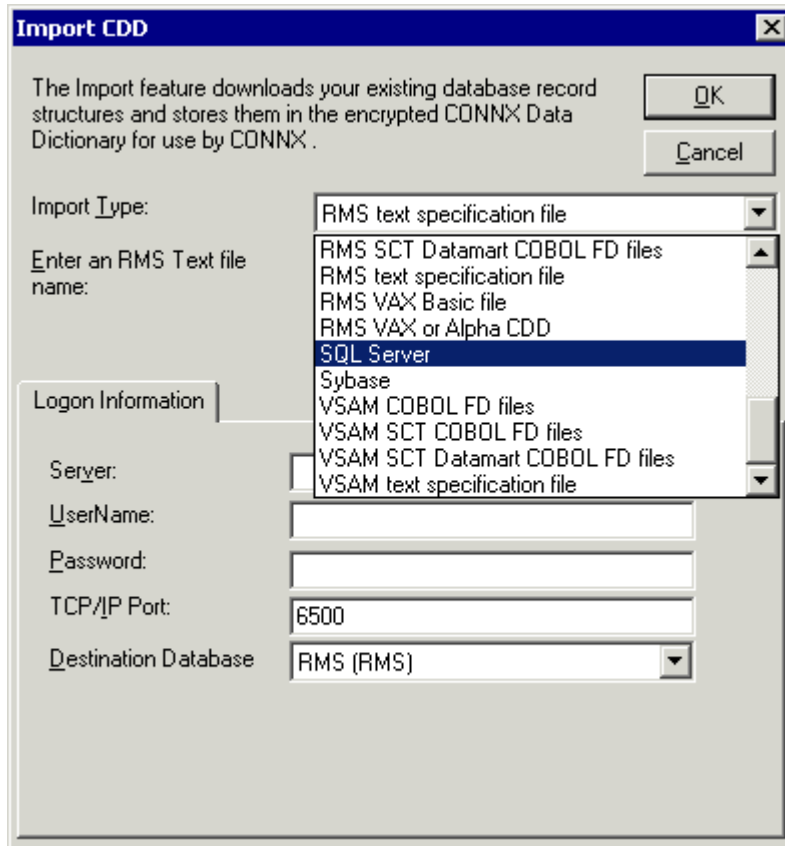 Import CDD
The Import feature downloads your existing database record
structures and stores them in the encrypted CONNX Data
Dictionary for use by CONNX .
OK
Cancel
Import Type:
RMS text specification file
Enter an RMS Text file
name:
RMS SCT Datamart COBOL FD files
RMS text specification file
RMS VAX Basic file
RMS VAX or Alpha CDD
SQL Server
Sybase
VSAM COBOL FD files
VSAM SCT COBOL FD files
VSAM SCT Datamart COBOL FD files
VSAM text specification file
Logon Information
Server:
UserName:
Password:
TCP/IP Port:
6500
Destination Database
RMS (RMS)